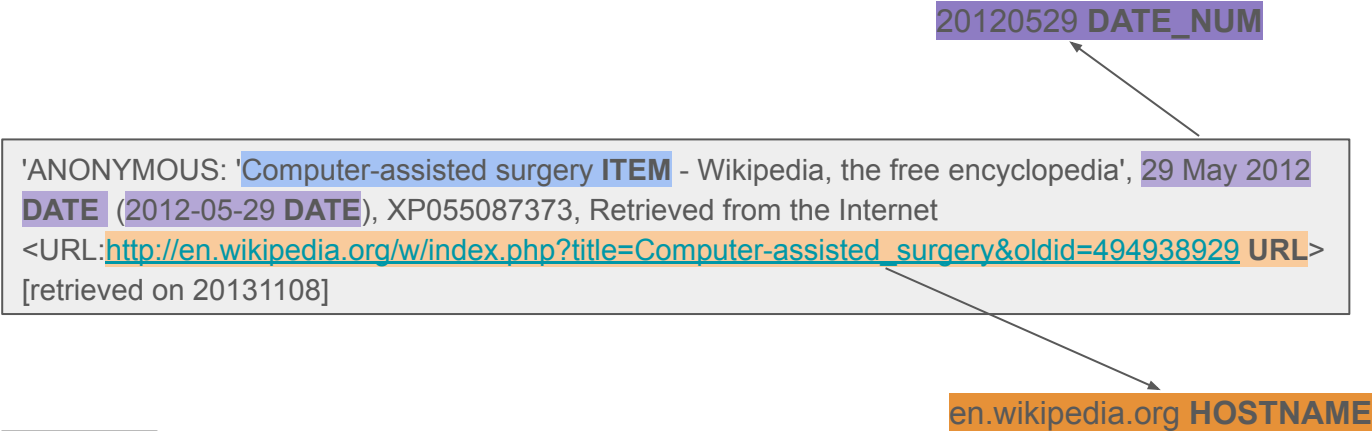 20120529 DATE_NUM
'ANONYMOUS: 'Computer-assisted surgery ITEM - Wikipedia, the free encyclopedia', 29 May 2012
DATE (2012-05-29 DATE), XP055087373, Retrieved from the Internet
<URL:http://en.wikipedia.org/w/index.php?title=Computer-assisted_surgery&oldid=494938929 URL>
[retrieved on 20131108]
en.wikipedia.org HOSTNAME